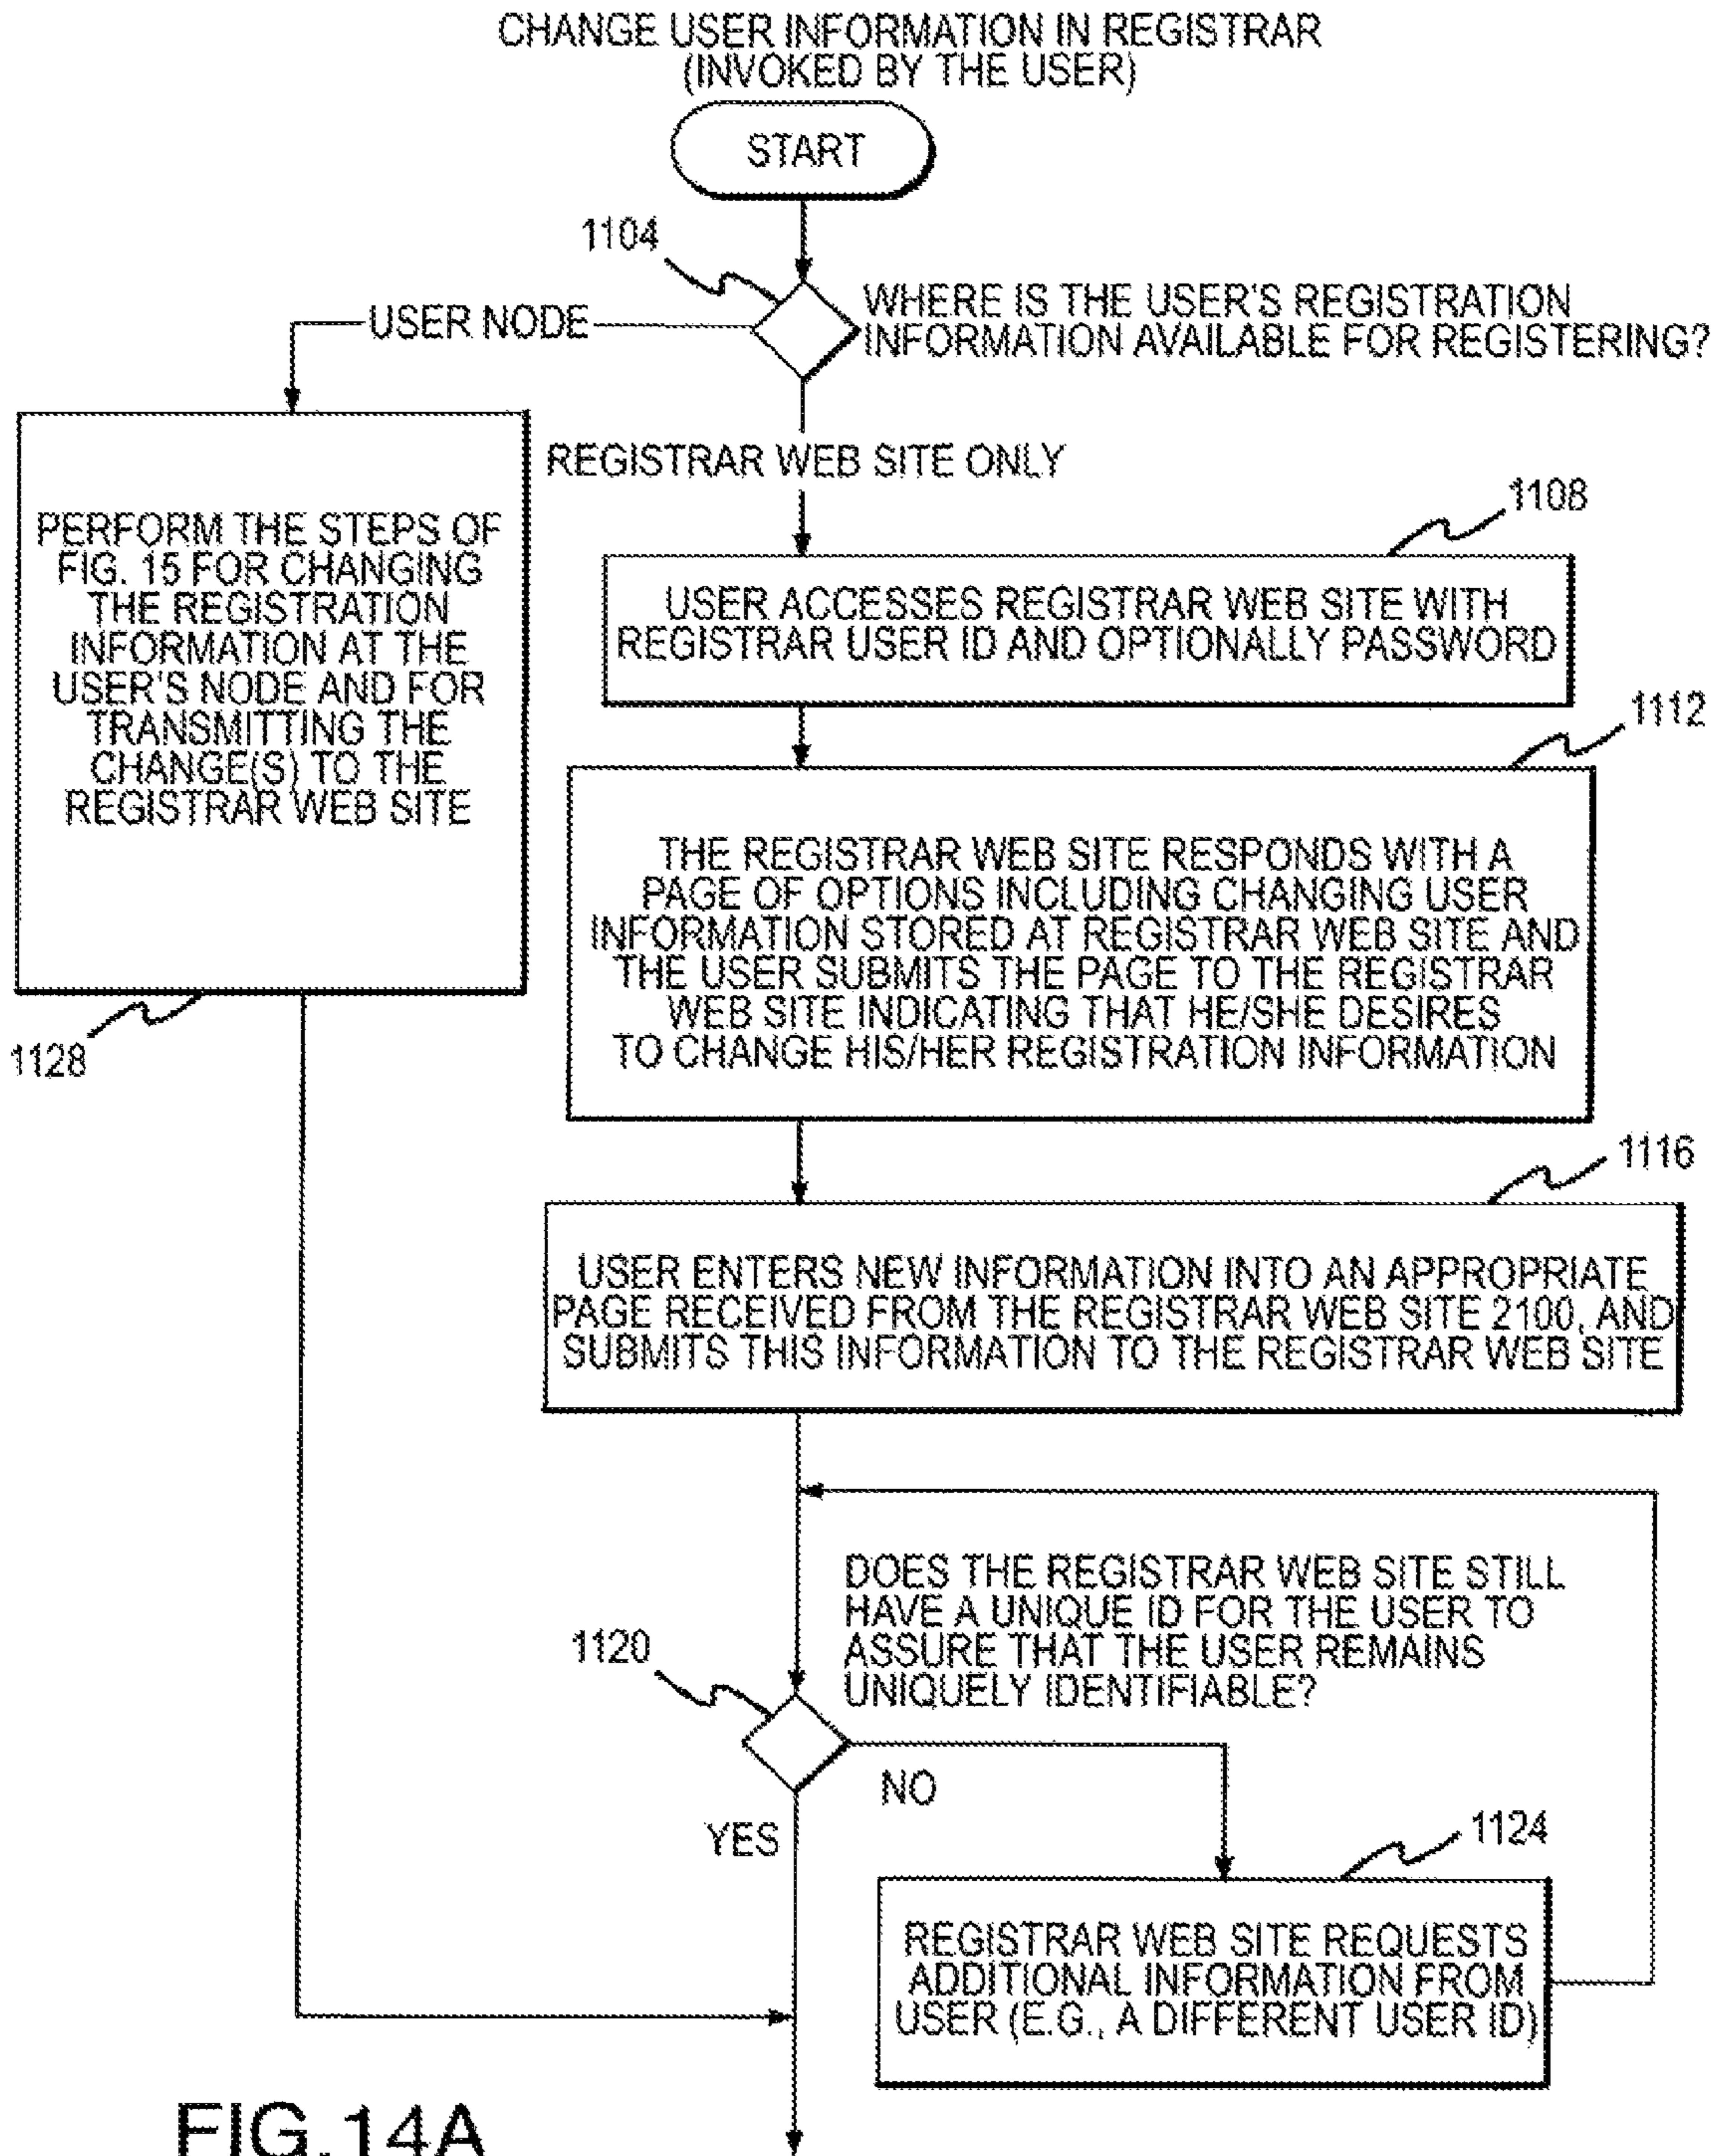 CHANGE USER INFORMATION IN REGISTRAR
(INVOKED BY THE USER)
START
1104
WHERE IS THE USER'S REGISTRATION
INFORMATION AVAILABLE FOR REGISTERING?
USER NODE
REGISTRAR WEB SITE ONLY
PERFORM THE STEPS OF
FIG. 15 FOR CHANGING
THE REGISTRATION
INFORMATION AT THE
USER'S NODE AND FOR
TRANSMITTING THE
CHANGE(S) TO THE
REGISTRAR WEB SITE
1128
1108
USER ACCESSES REGISTRAR WEB SITE WITH
REGISTRAR USER ID AND OPTIONALLY PASSWORD
1112
THE REGISTRAR WEB SITE RESPONDS WITH A
PAGE OF OPTIONS INCLUDING CHANGING USER
INFORMATION STORED AT REGISTRAR WEB SITE AND
THE USER SUBMITS THE PAGE TO THE REGISTRAR
WEB SITE INDICATING THAT HE/SHE DESIRES
TO CHANGE HIS/HER REGISTRATION INFORMATION
1116
USER ENTERS NEW INFORMATION INTO AN APPROPRIATE
PAGE RECEIVED FROM THE REGISTRAR WEB SITE 2100, AND
SUBMITS THIS INFORMATION TO THE REGISTRAR WEB SITE
DOES THE REGISTRAR WEB SITE STILL
HAVE A UNIQUE ID FOR THE USER TO
ASSURE THAT THE USER REMAINS
UNIQUELY IDENTIFIABLE?
1120
NO
YES
1124
REGISTRAR WEB SITE REQUESTS
ADDITIONAL INFORMATION FROM
USER (E.G., A DIFFERENT USER ID)
FIG.14A